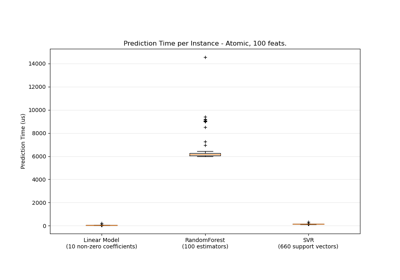 Prediction Time per Instance - Atomic, 100 feats.
Prediction Time (us)
14000
12000
10000
8000
6000
4000
2000
0
Linear Model
(10 non-zero coefficients)
RandomForest
(100 estimators)
SVR
(660 support vectors)